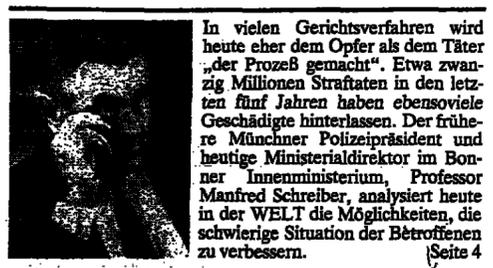 In vielen Gerichtsverfahren wird
heute eher dem Opfer als dem Täter
„der Prozeß gemacht“. Etwa zwan-
zig Millionen Straftaten in den letz-
ten fünf Jahren haben ebensoviele
Geschädigte hinterlassen. Der frühe-
re Münchner Polizeipräsident und
heutige Ministerialdirektor im Bon-
ner Innenministerium, Professor
Manfred Schreiber, analysiert heute
in der WELT die Möglichkeiten, die
schwierige Situation der Betroffenen
zu verbessern. Seite 4